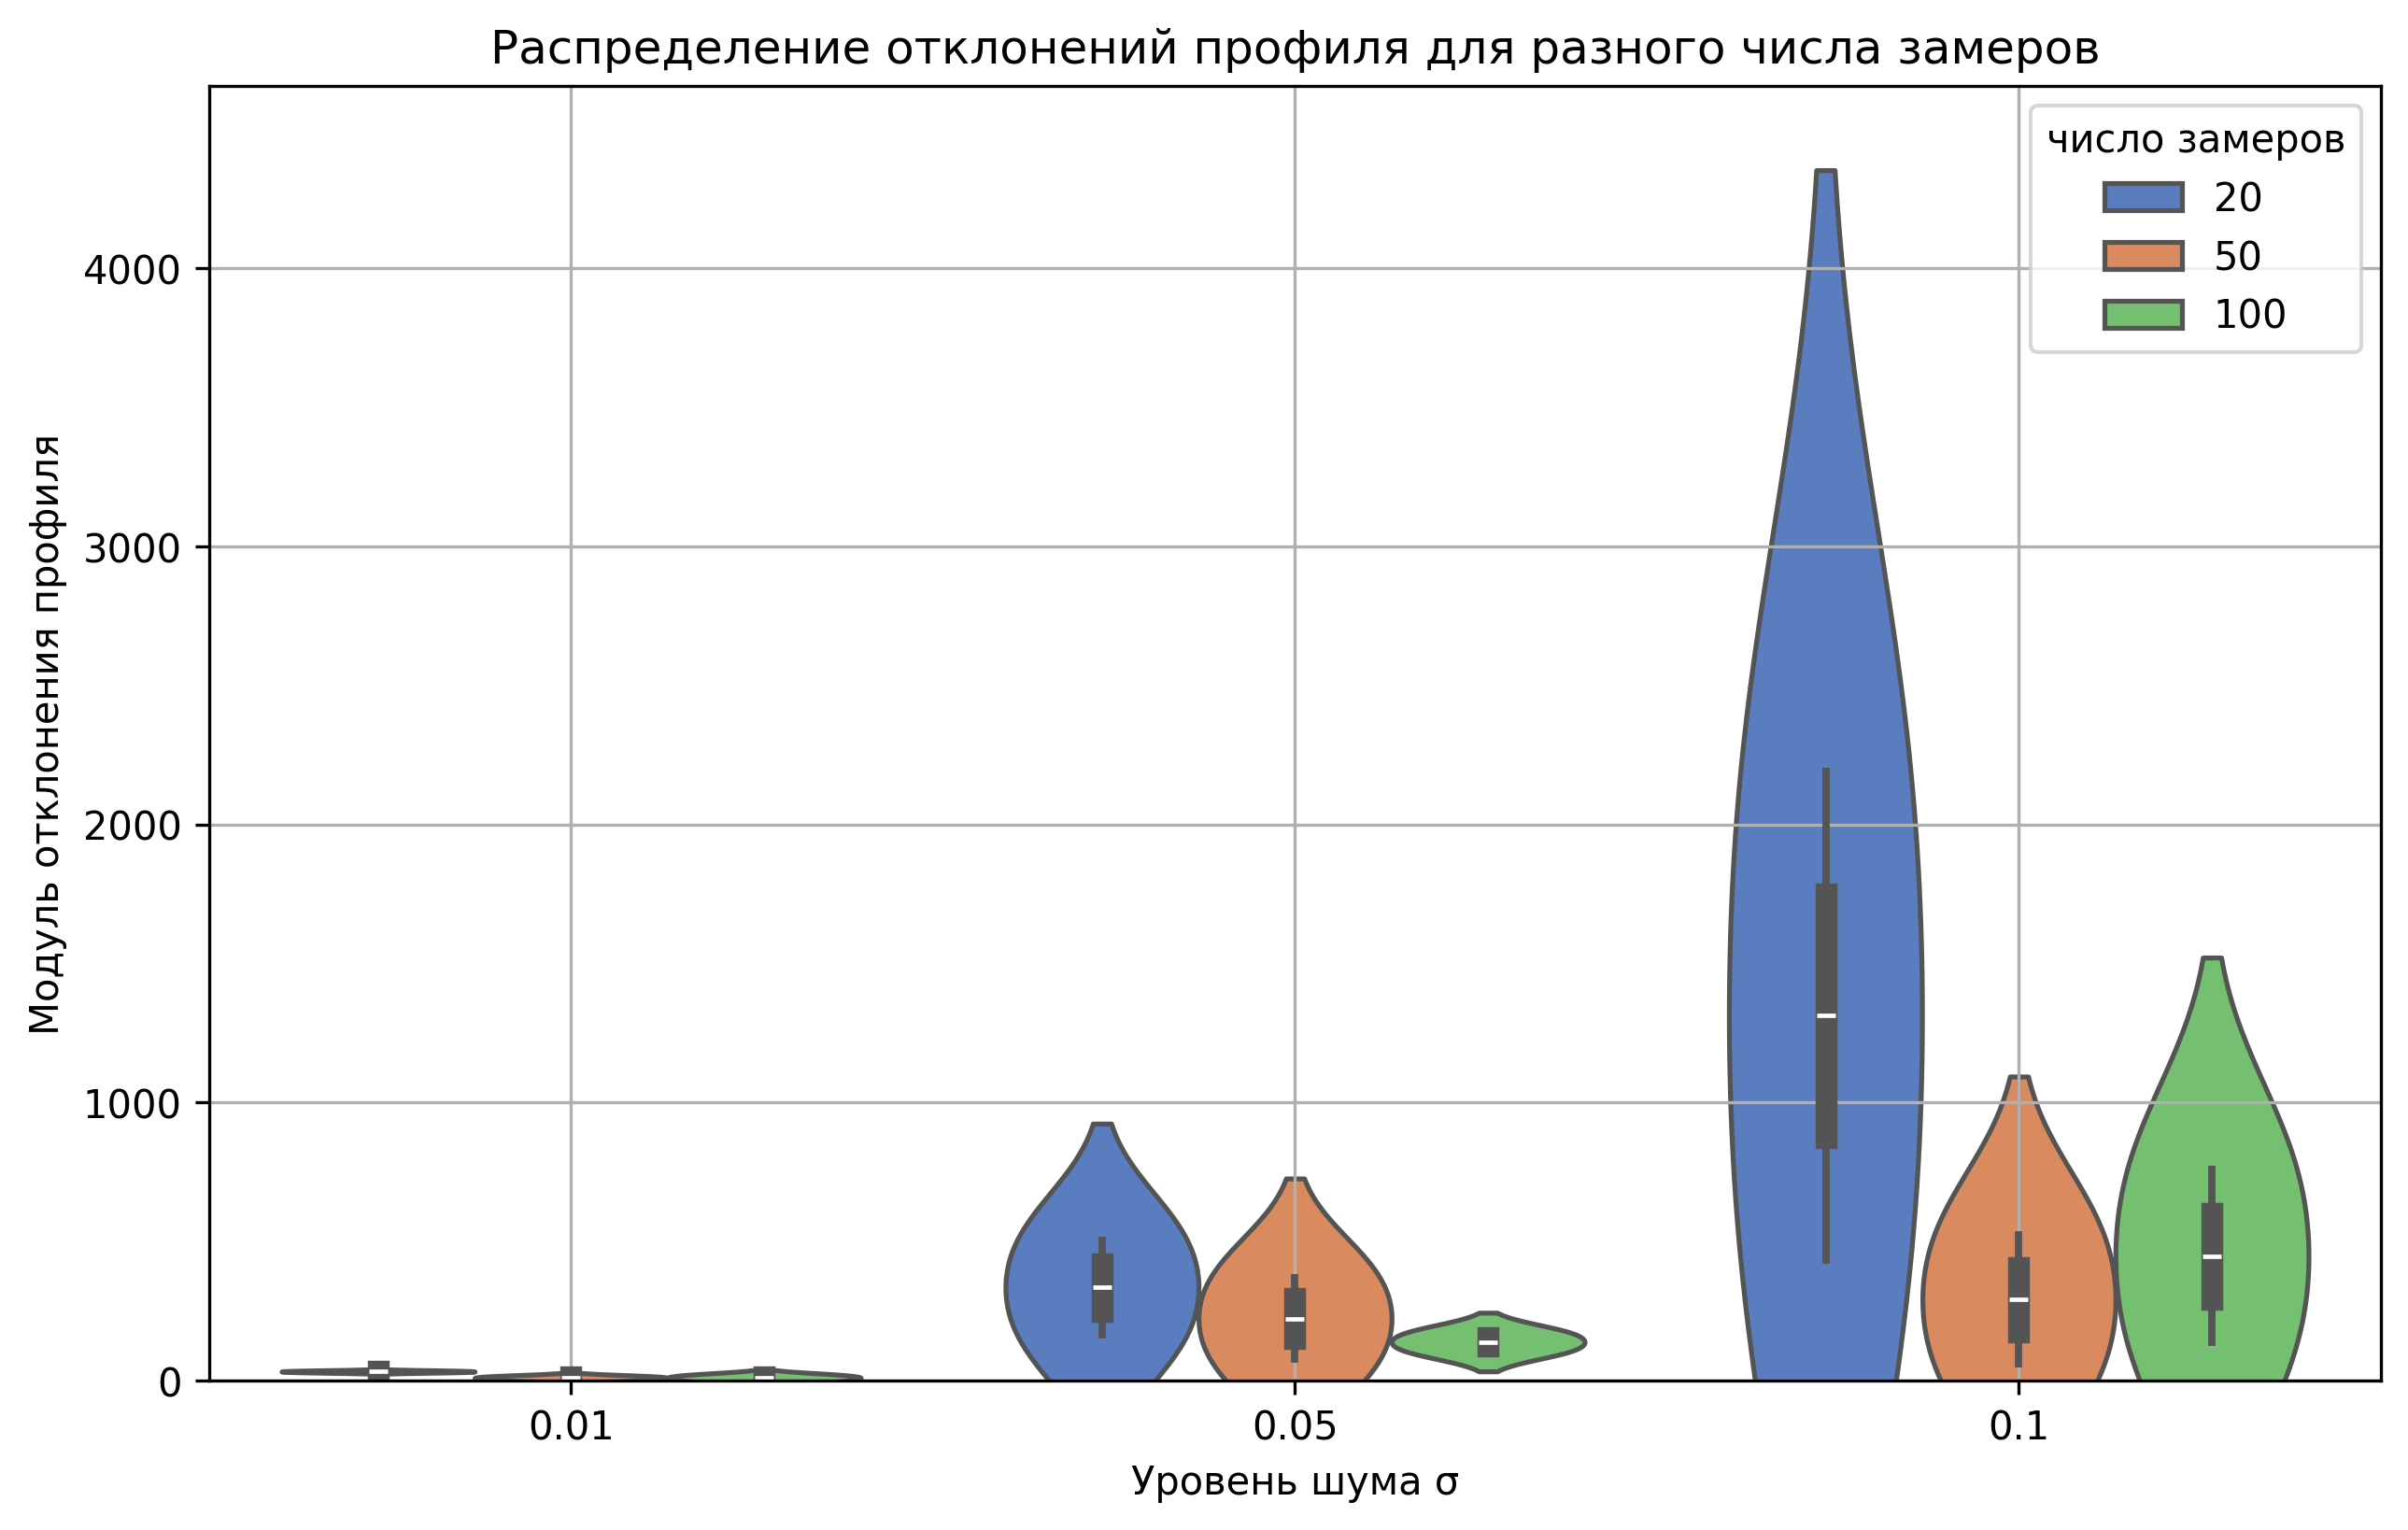 Распределение отклонений профиля для разного числа замеров
число замеров
20
50
100
Модуль отклонения профиля
4000
3000
2000
1000
0
0.01
0.05
0.1
Уровень шума σ